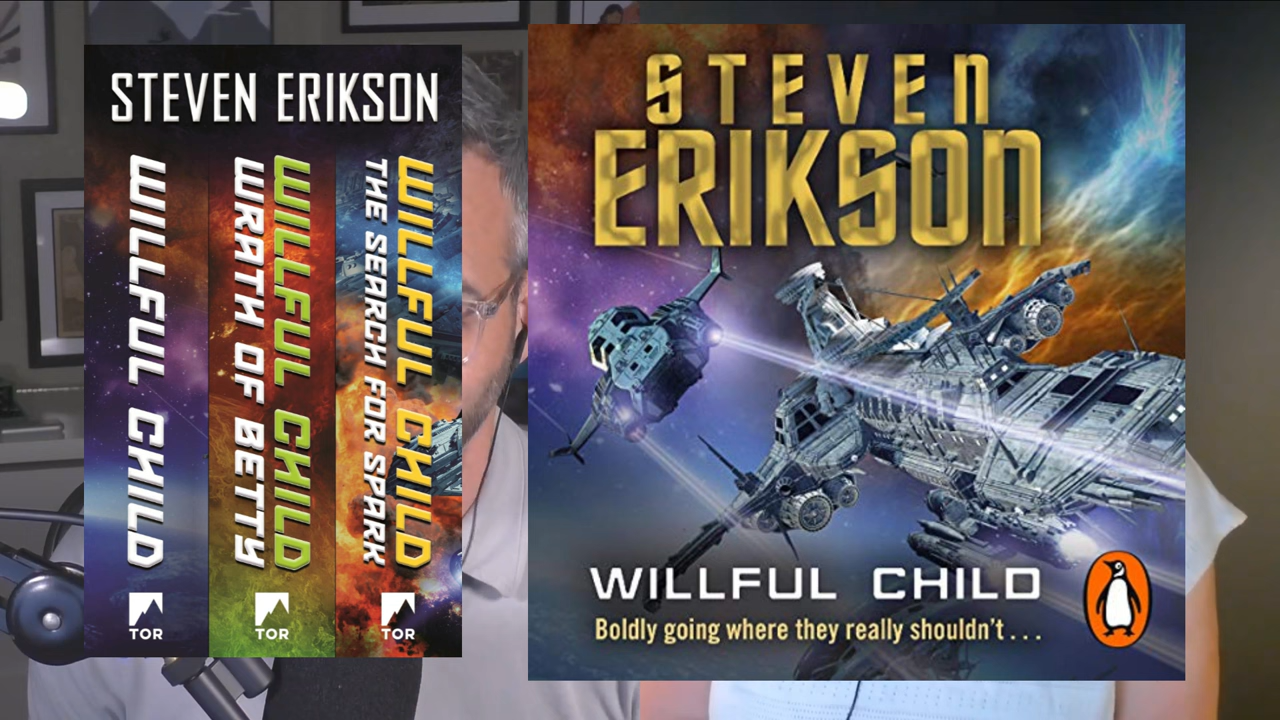 STEVEN ERIKSON
WILLFUL CHILD
WILLFUL CHILD
WRATH OF BETTY
WILLFUL CHILD
THE SEARCH FOR SPARK
TOR
TOR
TOR
STEVEN
ERIKSON
WILLFUL CHILD
Boldly going where they really shouldn't...